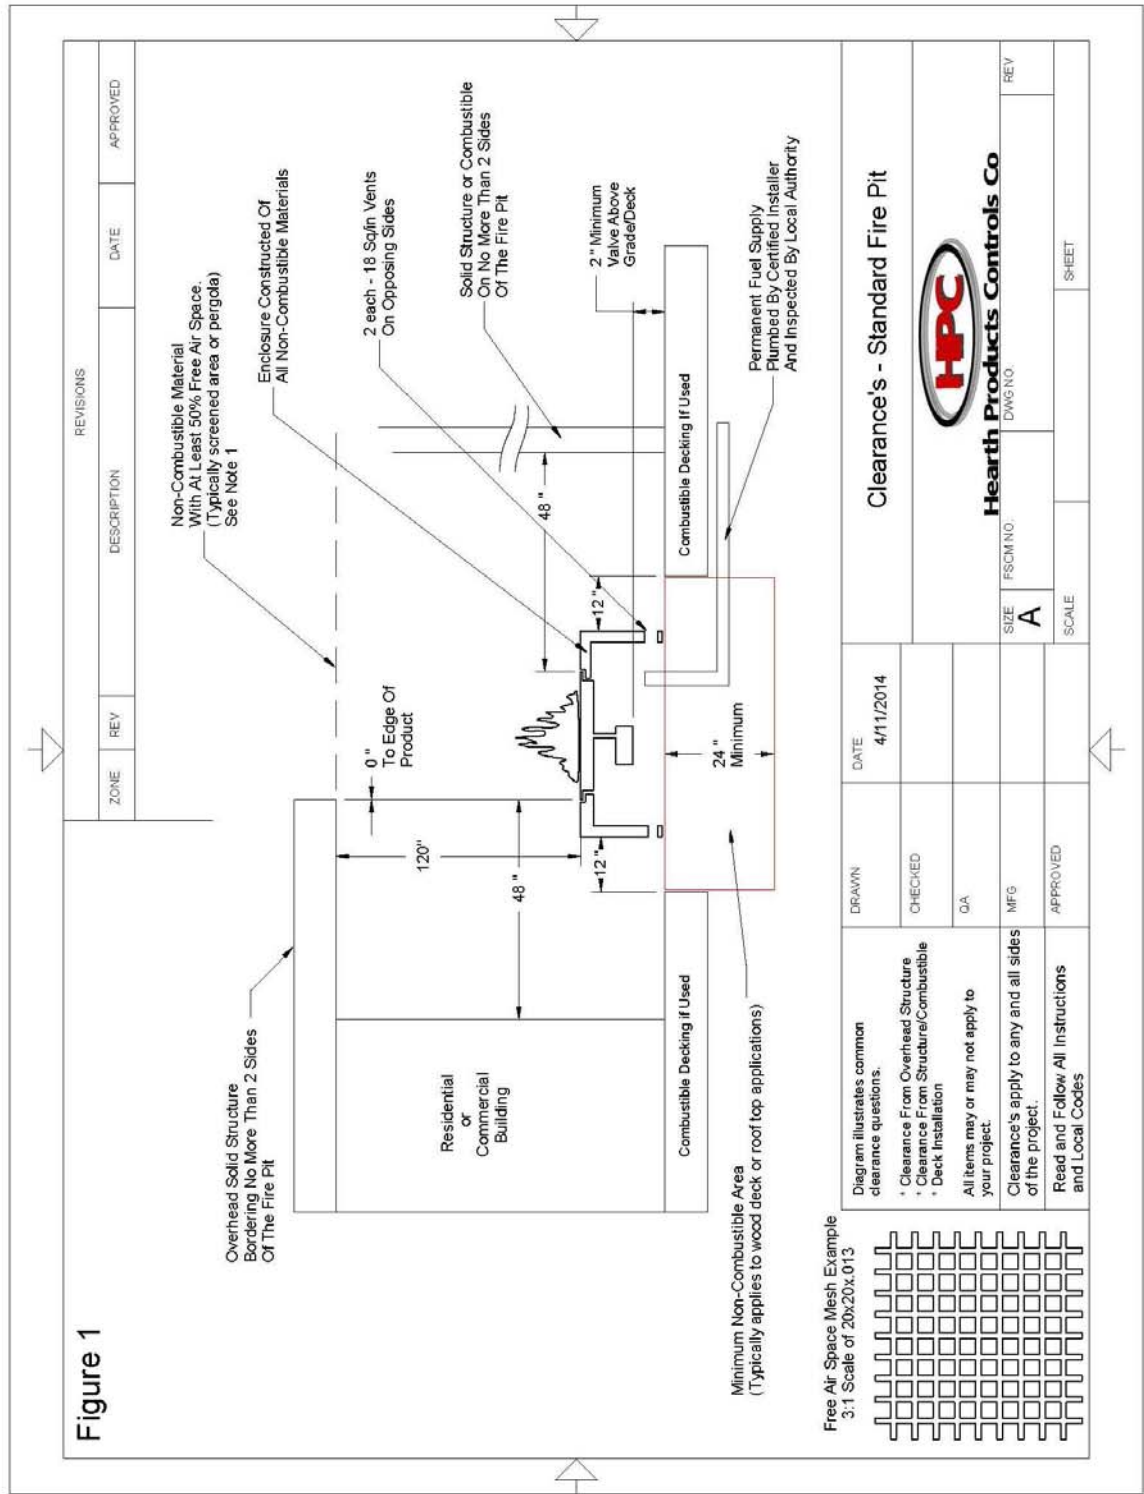 Figure 1
REVISIONS
ZONE REV DESCRIPTION DATE APPROVED
Overhead Solid Structure
Bordering No More Than 2 Sides
Of The Fire Pit
Non-Combustible Material
With At Least 50% Free Air Space.
(Typically screened area or pergola)
See Note 1
Enclosure Constructed Of
All Non-Combustible Materials
2 each - 18 Sq/in Vents
On Opposing Sides
Solid Structure or Combustible
On No More Than 2 Sides
Of The Fire Pit
0"
To Edge Of
Product
120"
48"
48"
Residential
or
Commercial
Building
12"
12"
2" Minimum
Valve Above
Grade/Deck
Combustible Decking if Used
24"
Minimum
Combustible Decking If Used
Permanent Fuel Supply
Plumbed By Certified Installer
And Inspected By Local Authority
Minimum Non-Combustible Area
(Typically applies to wood deck or roof top applications)
Free Air Space Mesh Example
3:1 Scale of 20x20x.013
Diagram illustrates common
clearance questions.
* Clearance From Overhead Structure
* Clearance From Structure/Combustible
* Deck Installation
All items may or may not apply to
your project.
Clearance's apply to any and all sides
of the project.
Read and Follow All Instructions
and Local Codes
DRAWN
DATE
4/11/2014
CHECKED
QA
MFG
APPROVED
Clearance's - Standard Fire Pit
HPC
Hearth Products Controls Co
SIZE
A
FSCM NO.
DWG NO.
REV
SCALE
SHEET